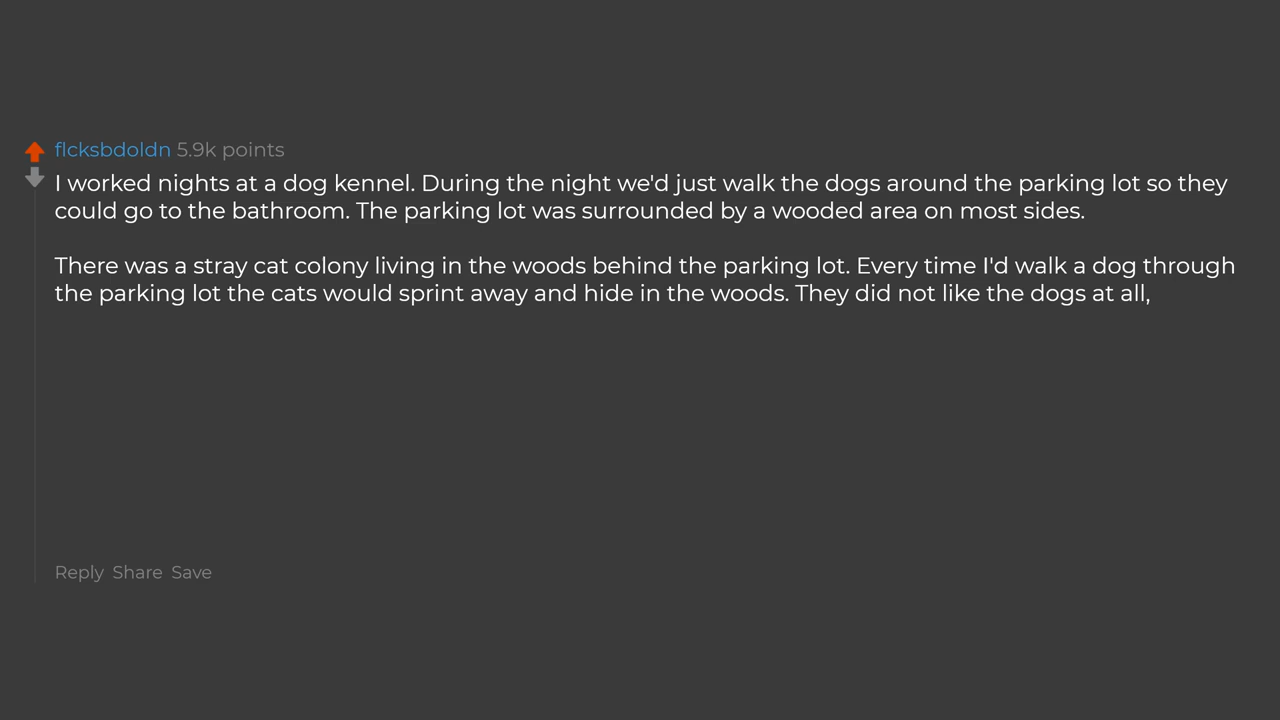 flcksbdoldn 5.9k points
I worked nights at a dog kennel. During the night we'd just walk the dogs around the parking lot so they
could go to the bathroom. The parking lot was surrounded by a wooded area on most sides.
There was a stray cat colony living in the woods behind the parking lot. Every time I'd walk a dog through
the parking lot the cats would sprint away and hide in the woods. They did not like the dogs at all,
Reply Share Save